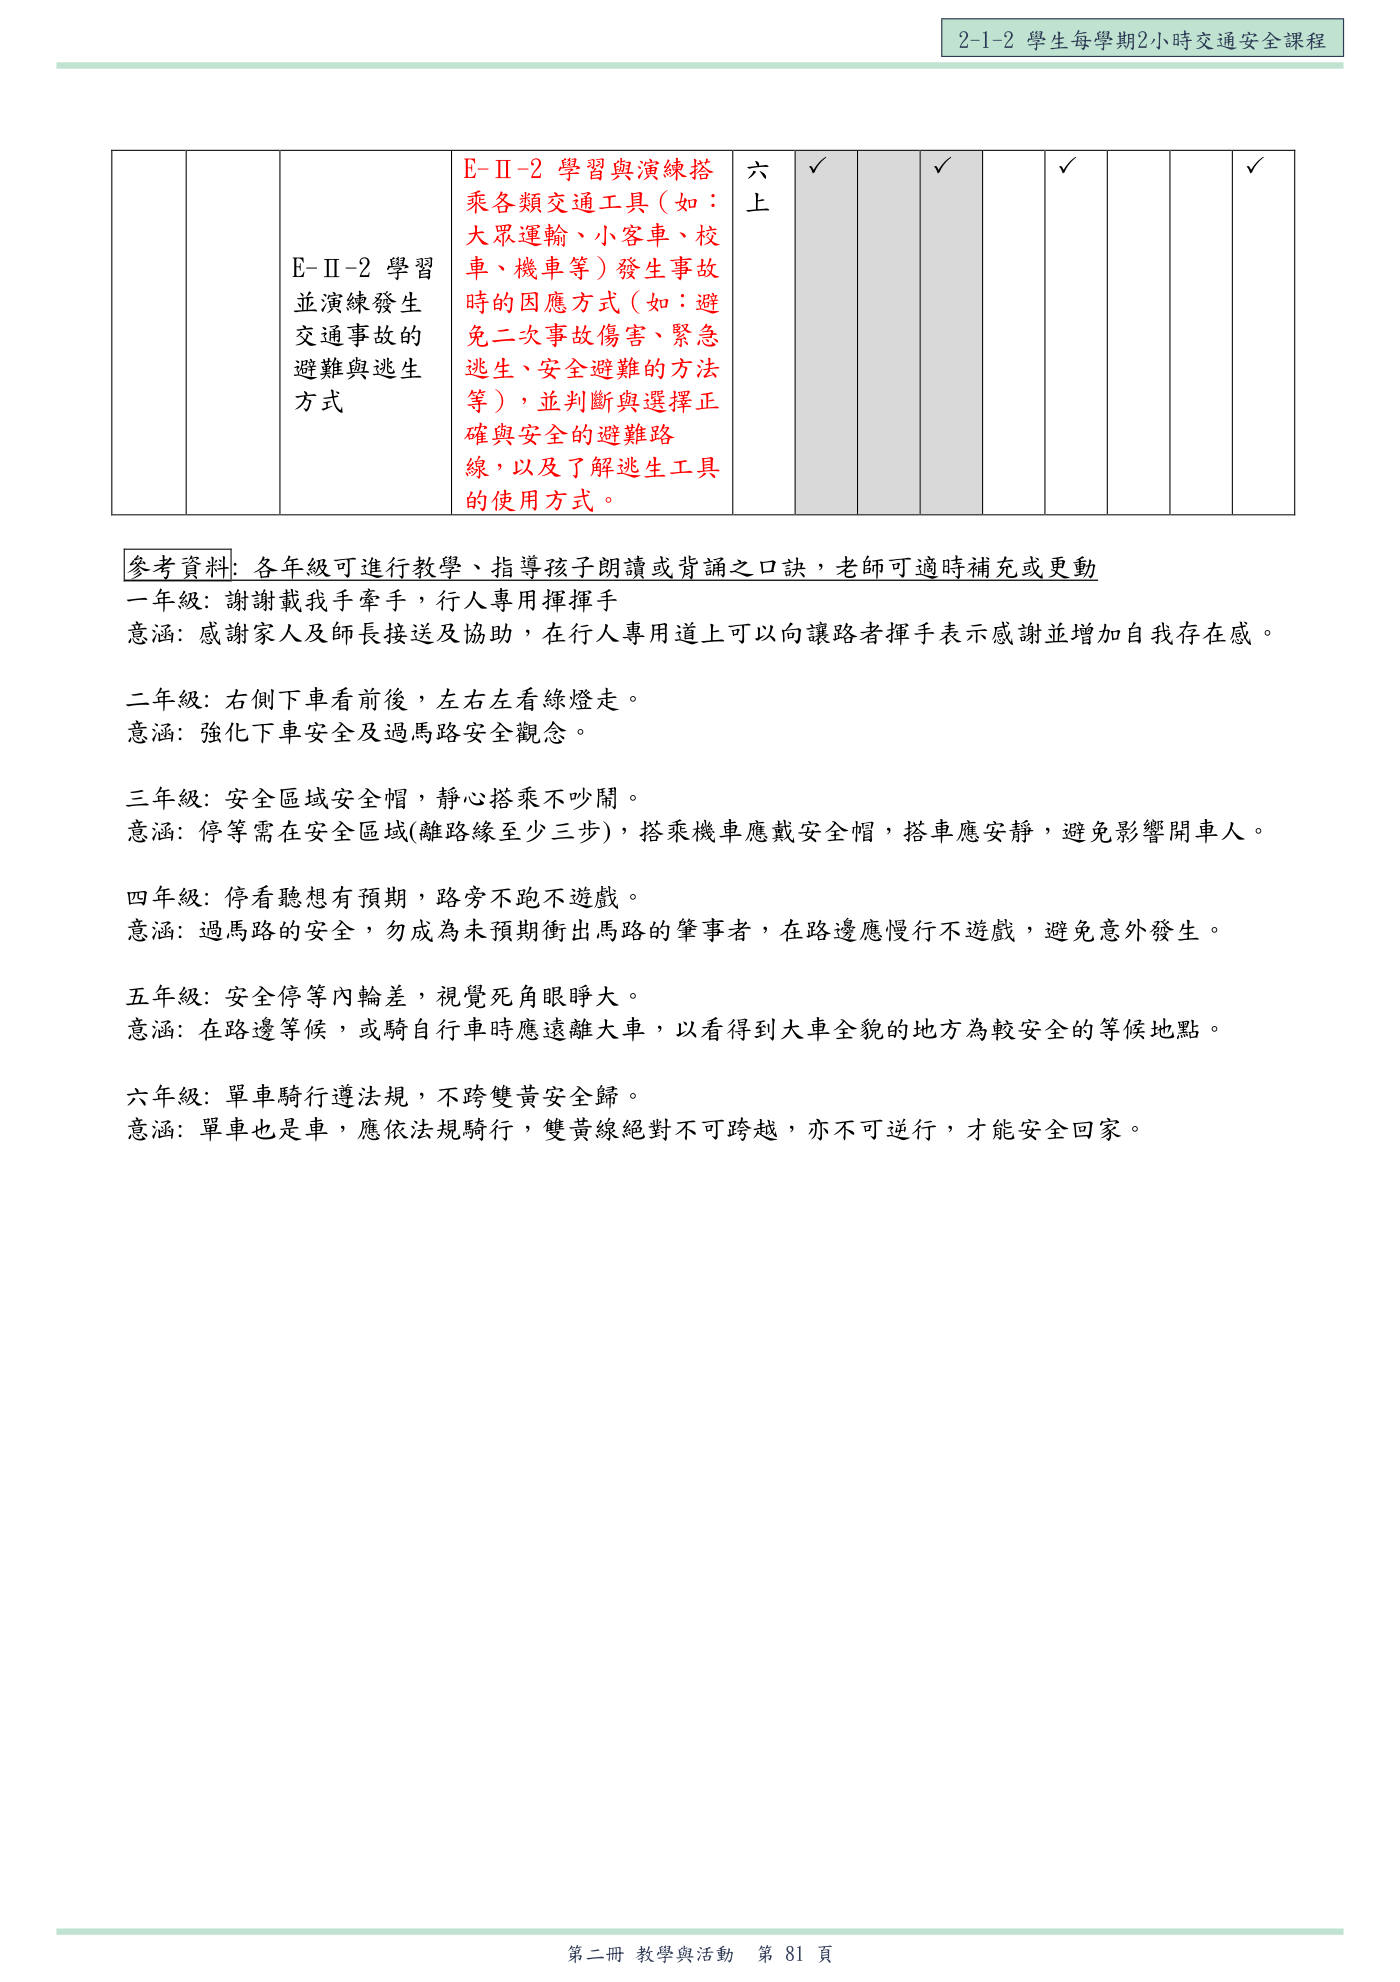 2-1-2 學生每學期2小時交通安全課程
E-Ⅱ-2 學習
並演練發生
交通事故的
避難與逃生
方式
E-Ⅱ-2 學習與演練搭
乘各類交通工具（如：
大眾運輸、小客車、校
車、機車等）發生事故
時的因應方式（如：避
免二次事故傷害、緊急
逃生、安全避難的方法
等），並判斷與選擇正
確與安全的避難路
線，以及了解逃生工具
的使用方式。
六
上
✓ ✓ ✓ ✓
參考資料: 各年級可進行教學、指導孩子朗讀或背誦之口訣，老師可適時補充或更動
一年級: 謝謝載我手牽手，行人專用揮揮手
意涵: 感謝家人及師長接送及協助，在行人專用道上可以向讓路者揮手表示感謝並增加自我存在感。
二年級: 右側下車看前後，左右左看綠燈走。
意涵: 強化下車安全及過馬路安全觀念。
三年級: 安全區域安全帽，靜心搭乘不吵鬧。
意涵: 停等需在安全區域(離路緣至少三步)，搭乘機車應戴安全帽，搭車應安靜，避免影響開車人。
四年級: 停看聽想有預期，路旁不跑不遊戲。
意涵: 過馬路的安全，勿成為未預期衝出馬路的肇事者，在路邊應慢行不遊戲，避免意外發生。
五年級: 安全停等內輪差，視覺死角眼睜大。
意涵: 在路邊等候，或騎自行車時應遠離大車，以看得到大車全貌的地方為較安全的等候地點。
六年級: 單車騎行遵法規，不跨雙黃安全歸。
意涵: 單車也是車，應依法規騎行，雙黃線絕對不可跨越，亦不可逆行，才能安全回家。
第二冊 教學與活動 第 81 頁